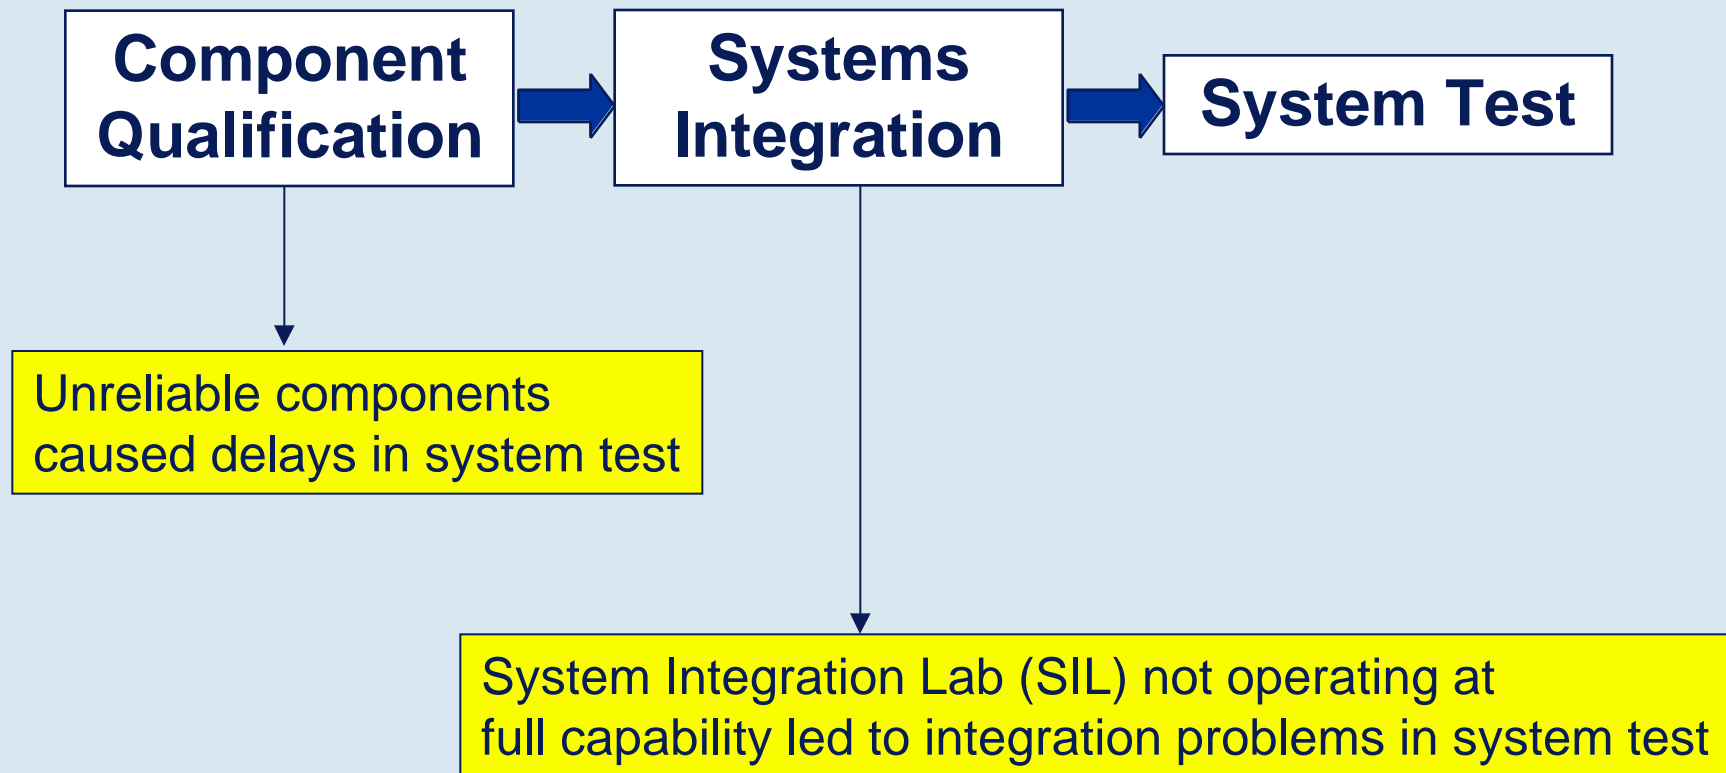 Component
Qualification
Systems
Integration
System Test
Unreliable components
caused delays in system test
System Integration Lab (SIL) not operating at
full capability led to integration problems in system test